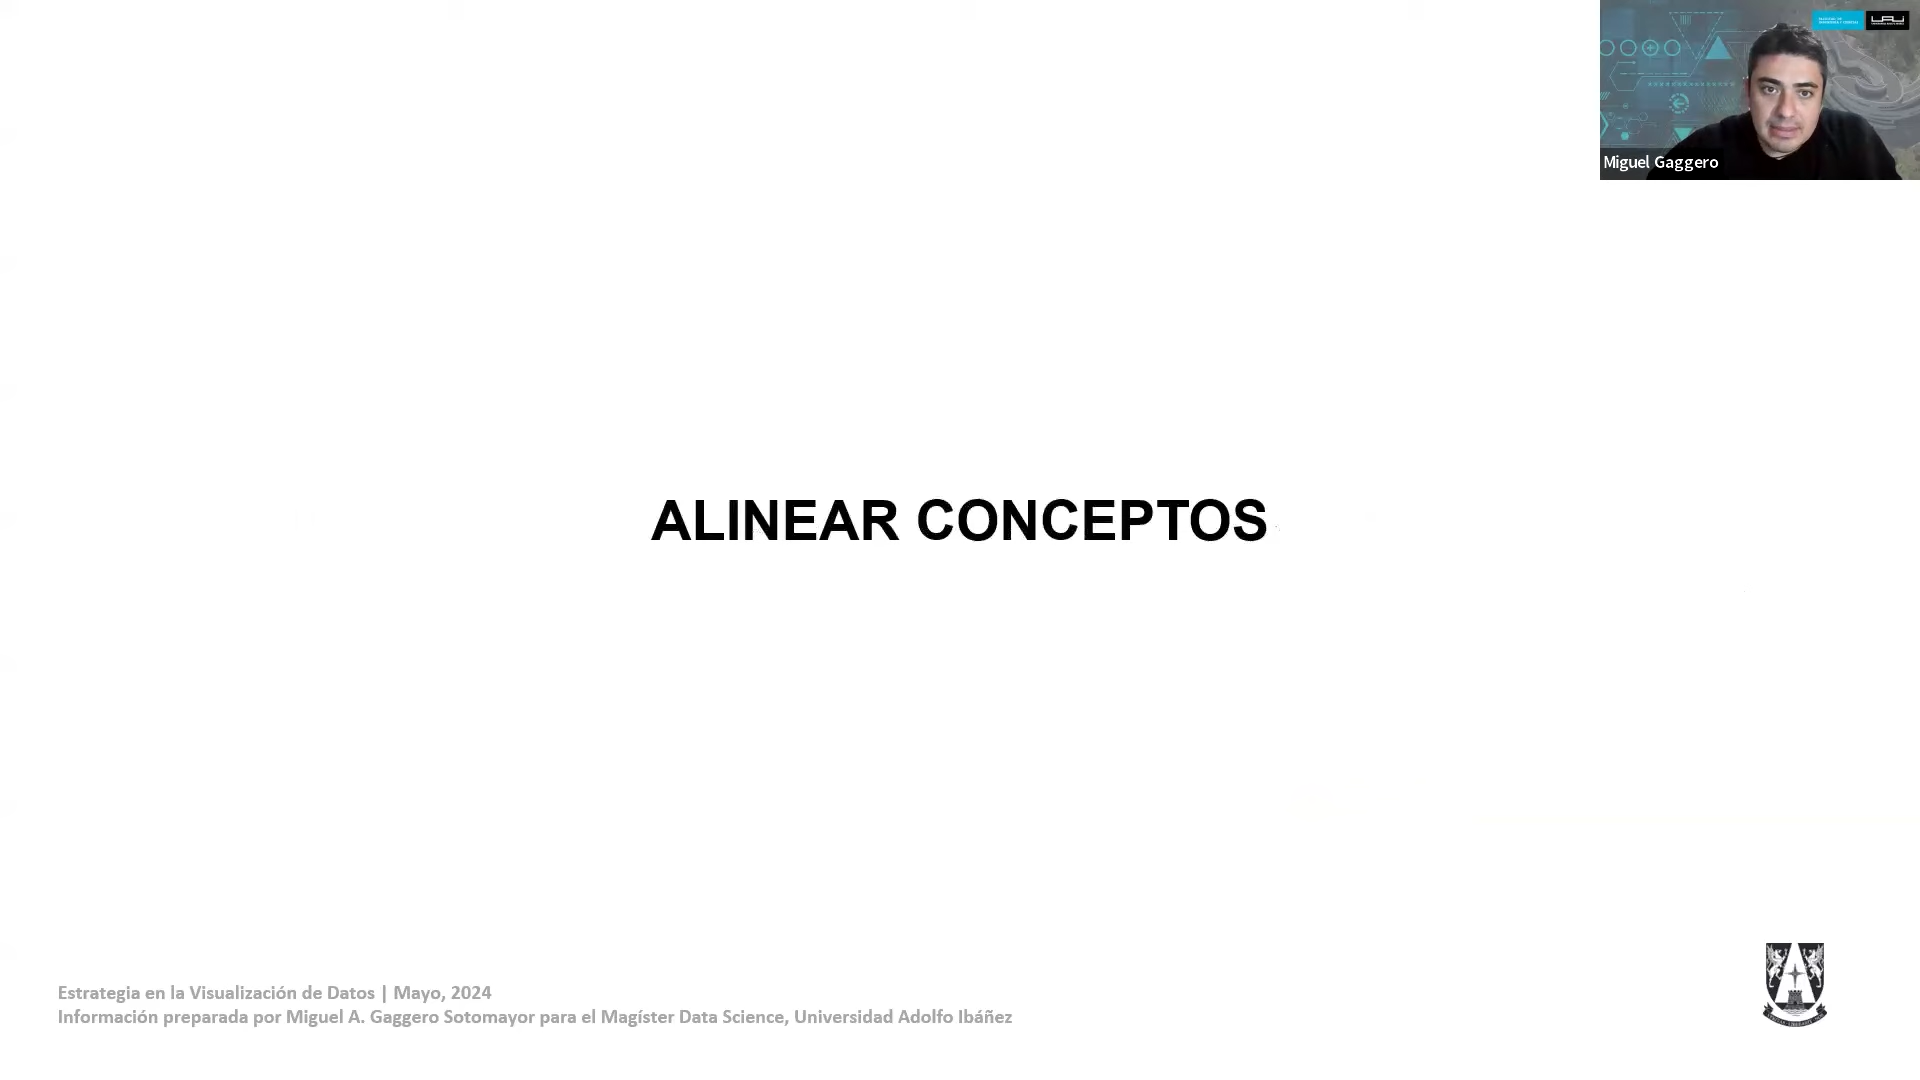 Miguel Gaggero
ALINEAR CONCEPTOS
Estrategia en la Visualización de Datos | Mayo, 2024
Información preparada por Miguel A. Gaggero Sotomayor para el Magíster Data Science, Universidad Adolfo Ibáñez